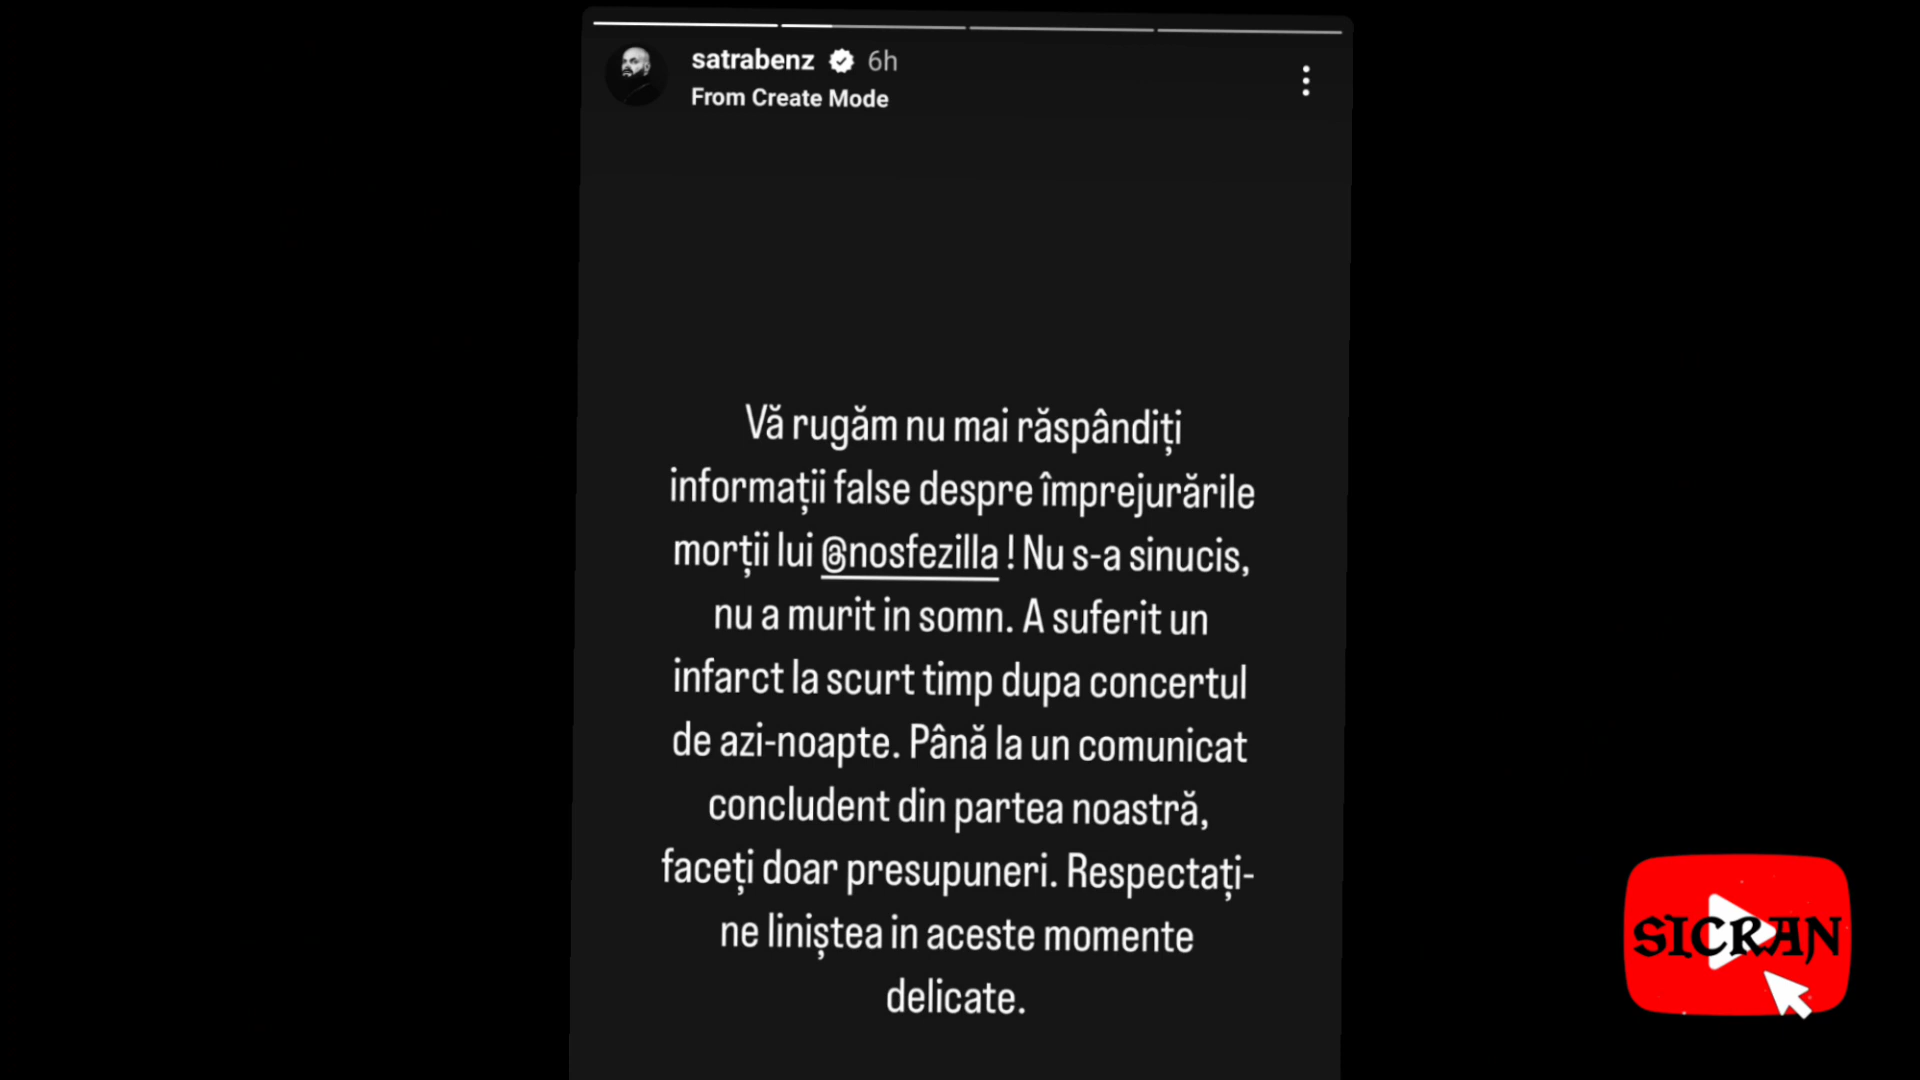 satrabenz 6h
From Create Mode
Vă rugăm nu mai răspândiți
informații false despre împrejurările
morții lui @nosfezilla ! Nu s-a sinucis,
nu a murit in somn. A suferit un
infarct la scurt timp dupa concertul
de azi-noapte. Până la un comunicat
concludent din partea noastră,
faceți doar presupuneri. Respectați-
ne liniștea in aceste momente
delicate.
SICRAN